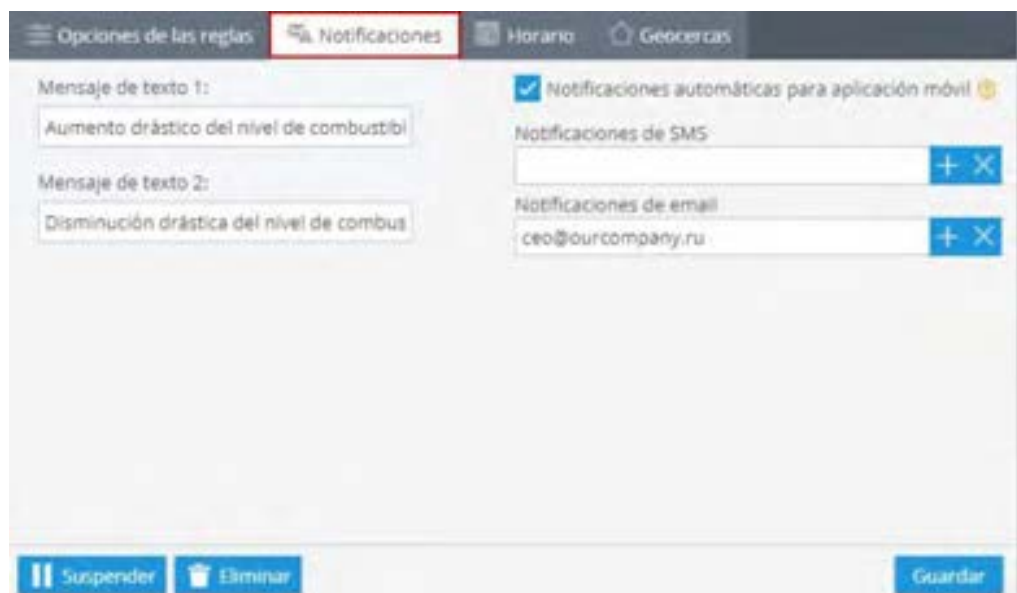 Opciones de las reglas Notificaciones Horario Geocercas
Mensaje de texto 1:
Aumento drástico del nivel de combustibl
Mensaje de texto 2:
Disminución drástica del nivel de combus
Notificaciones automáticas para aplicación móvil
Notificaciones de SMS
Notificaciones de email
ceo@ourcompany.ru
Suspender Eliminar Guardar